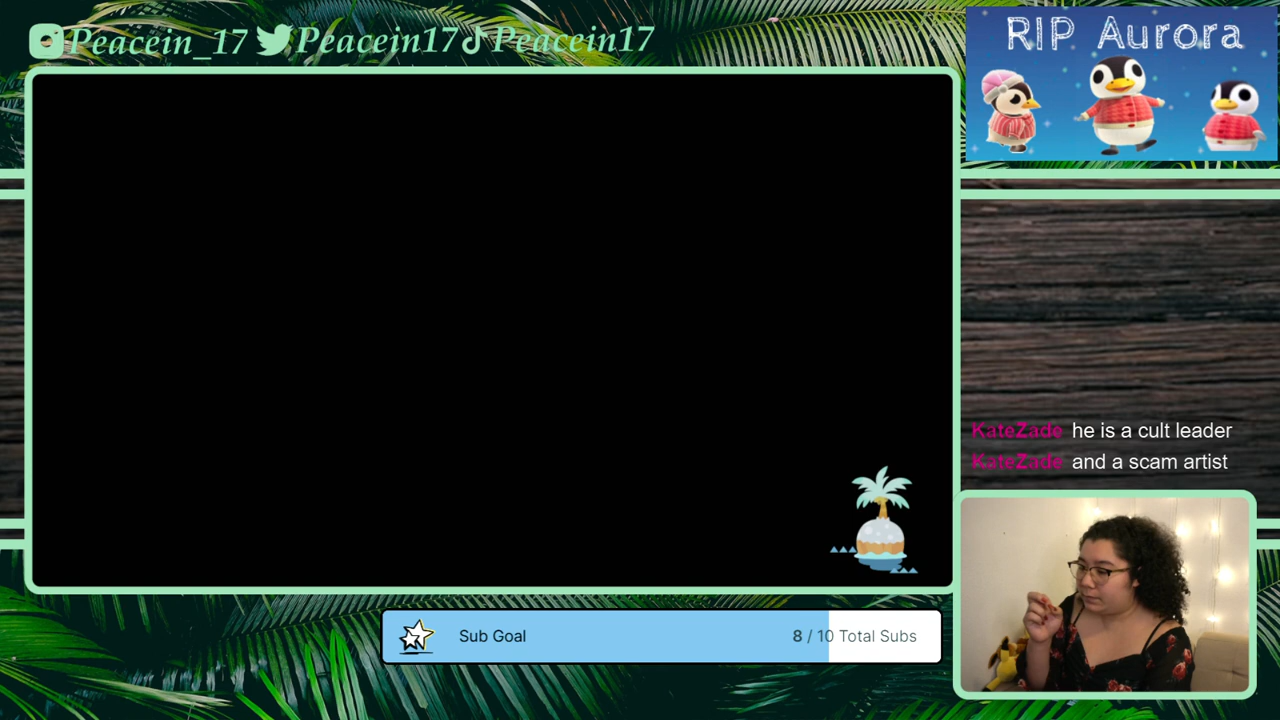 Peacein_17 Peacein17 Peacein17
RIP Aurora
KateZade he is a cult leader
KateZade and a scam artist
Sub Goal 8 / 10 Total Subs